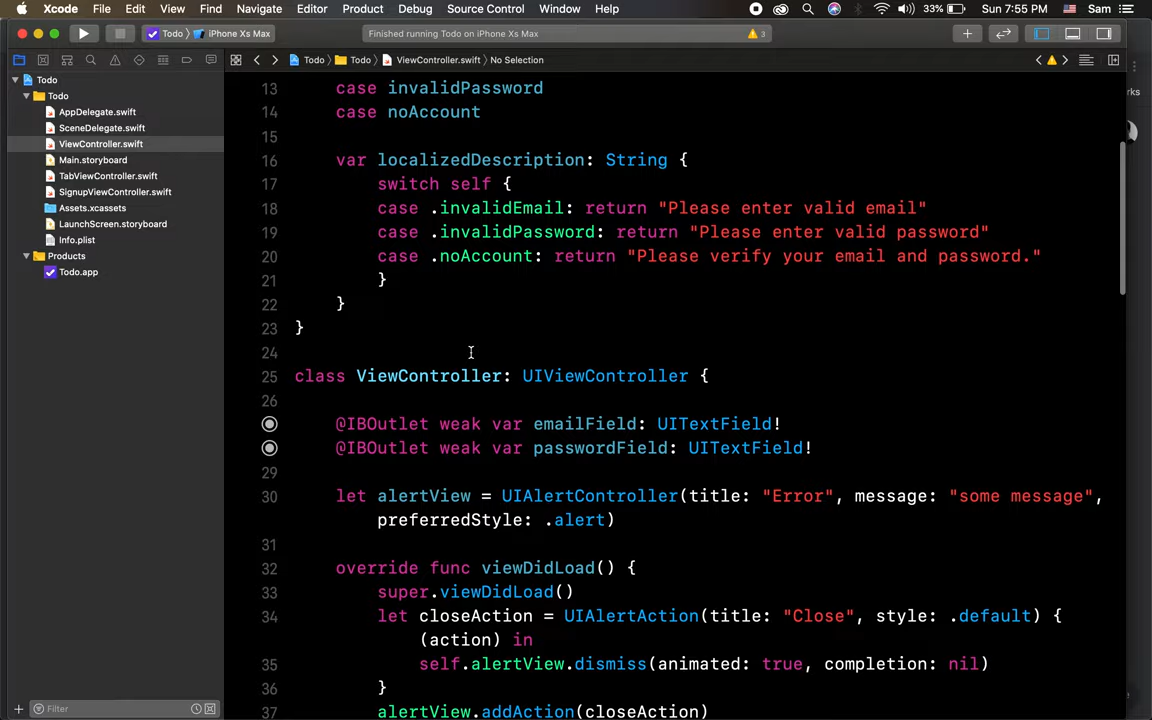 Xcode File Edit View Find Navigate Editor Product Debug Source Control Window Help 33% Sun 7:55 PM Sam
Todo iPhone Xs Max Finished running Todo on iPhone Xs Max 3
Todo Todo ViewController.swift No Selection
Todo
Todo
AppDelegate.swift
SceneDelegate.swift
ViewController.swift
Main.storyboard
TabViewController.swift
SignupViewController.swift
Assets.xcassets
LaunchScreen.storyboard
Info.plist
Products
Todo.app
Filter
13 case invalidPassword
14 case noAccount
15
16 var localizedDescription: String {
17 switch self {
18 case .invalidEmail: return "Please enter valid email"
19 case .invalidPassword: return "Please enter valid password"
20 case .noAccount: return "Please verify your email and password."
21 }
22 }
23 }
24
25 class ViewController: UIViewController {
26
@IBOutlet weak var emailField: UITextField!
@IBOutlet weak var passwordField: UITextField!
29
30 let alertView = UIAlertController(title: "Error", message: "some message",
preferredStyle: .alert)
31
32 override func viewDidLoad() {
33 super.viewDidLoad()
34 let closeAction = UIAlertAction(title: "Close", style: .default) {
(action) in
35 self.alertView.dismiss(animated: true, completion: nil)
36 }
37 alertView.addAction(closeAction)